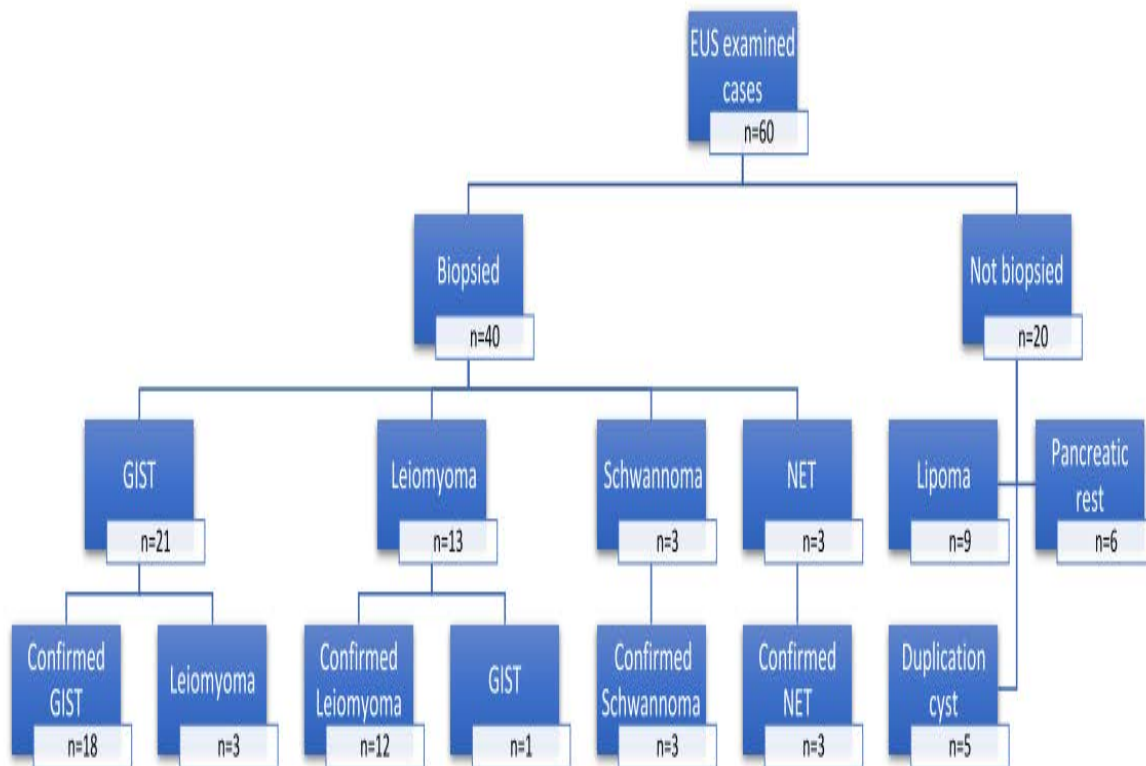 EUS examined
cases
n=60
Biopsied
n=40
Not biopsied
n=20
GIST
n=21
Leiomyoma
n=13
Schwannoma
n=3
NET
n=3
Lipoma
n=9
Pancreatic
rest
n=6
Confirmed
GIST
n=18
Leiomyoma
n=3
Confirmed
Leiomyoma
n=12
GIST
n=1
Confirmed
Schwannoma
n=3
Confirmed
NET
n=3
Duplication
cyst
n=5